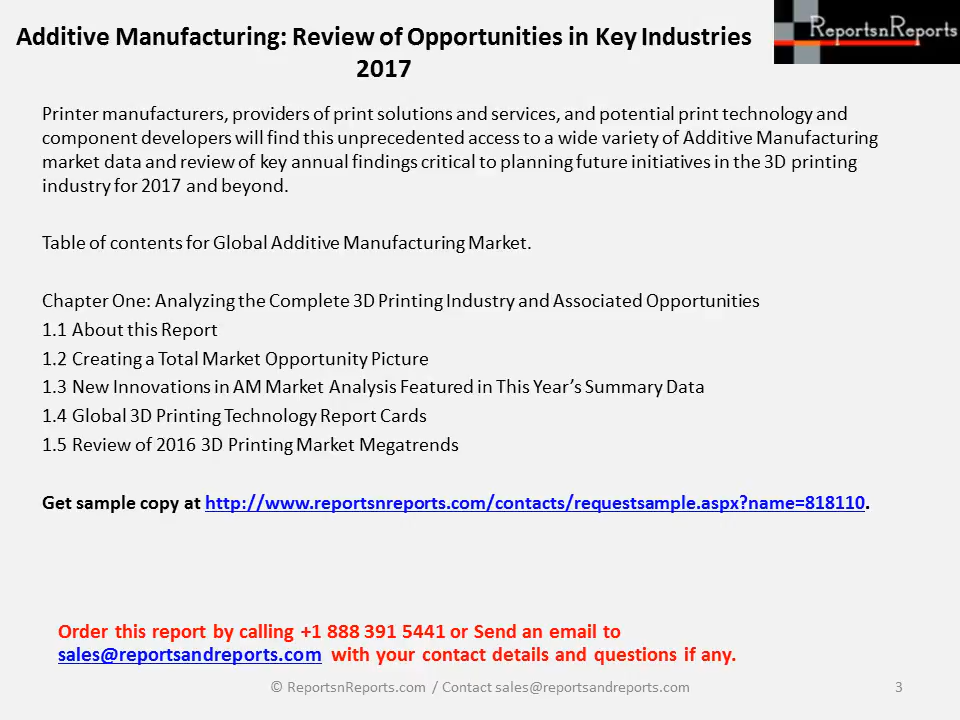 Additive Manufacturing: Review of Opportunities in Key Industries
2017
ReportsnReports
Printer manufacturers, providers of print solutions and services, and potential print technology and
component developers will find this unprecedented access to a wide variety of Additive Manufacturing
market data and review of key annual findings critical to planning future initiatives in the 3D printing
industry for 2017 and beyond.
Table of contents for Global Additive Manufacturing Market.
Chapter One: Analyzing the Complete 3D Printing Industry and Associated Opportunities
1.1 About this Report
1.2 Creating a Total Market Opportunity Picture
1.3 New Innovations in AM Market Analysis Featured in This Year’s Summary Data
1.4 Global 3D Printing Technology Report Cards
1.5 Review of 2016 3D Printing Market Megatrends
Get sample copy at http://www.reportsnreports.com/contacts/requestsample.aspx?name=818110.
Order this report by calling +1 888 391 5441 or Send an email to
sales@reportsandreports.com with your contact details and questions if any.
© ReportsnReports.com / Contact sales@reportsandreports.com
3